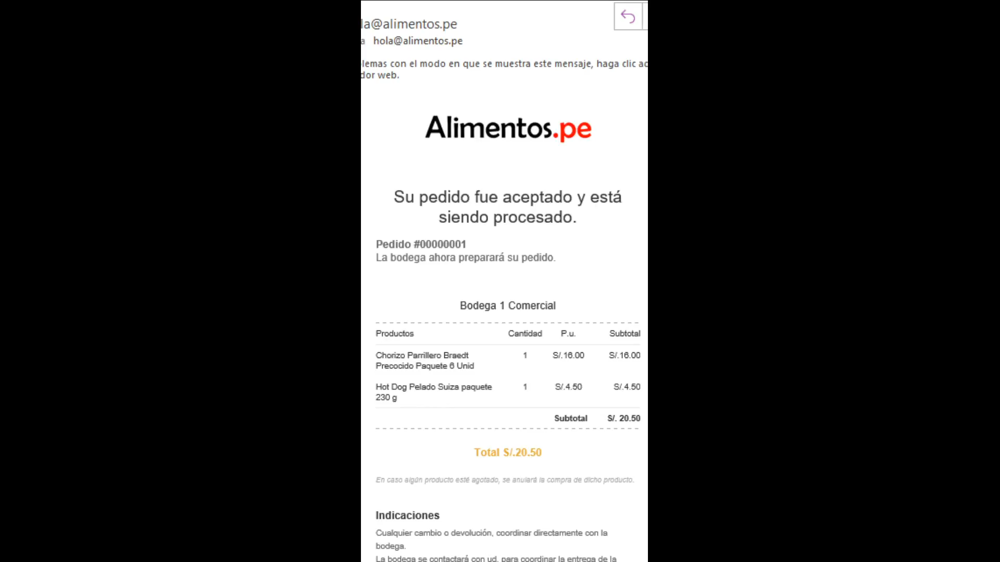 la@alimentos.pe
a hola@alimentos.pe
lemas con el modo en que se muestra este mensaje, haga clic
dor web.
Alimentos.pe
Su pedido fue aceptado y está
siendo procesado.
Pedido #00000001
La bodega ahora preparará su pedido.
Bodega 1 Comercial
Productos Cantidad P.u. Subtotal
Chorizo Parrillero Braedt 1 S/.16.00 S/.16.00
Precocido Paquete 6 Unid
Hot Dog Pelado Suiza paquete 1 S/.4.50 S/.4.50
230 g
Subtotal S/. 20.50
Total S/.20.50
En caso algún producto esté agotado, se anulará la compra de dicho producto.
Indicaciones
Cualquier cambio o devolución, coordinar directamente con la
bodega.
La bodega se contactará con ud. para coordinar la entrega de la